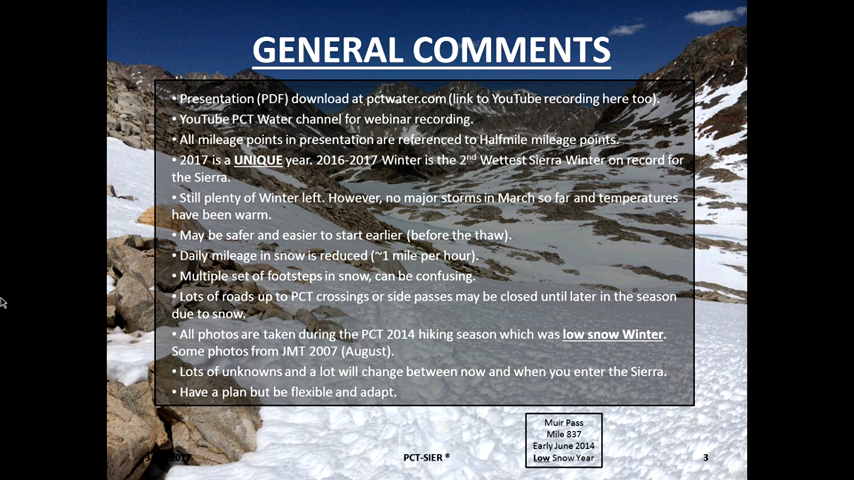 GENERAL COMMENTS
• Presentation (PDF) download at pctwater.com (link to YouTube recording here too).
• YouTube PCT Water channel for webinar recording.
• All mileage points in presentation are referenced to Halfmile mileage points.
• 2017 is a UNIQUE year. 2016-2017 Winter is the 2nd Wettest Sierra Winter on record for
the Sierra.
• Still plenty of Winter left. However, no major storms in March so far and temperatures
have been warm.
• May be safer and easier to start earlier (before the thaw).
• Daily mileage in snow is reduced (~1 mile per hour).
• Multiple set of footsteps in snow, can be confusing.
• Lots of roads up to PCT crossings or side passes may be closed until later in the season
due to snow.
• All photos are taken during the PCT 2014 hiking season which was low snow Winter.
Some photos from JMT 2007 (August).
• Lots of unknowns and a lot will change between now and when you enter the Sierra.
• Have a plan but be flexible and adapt.
Muir Pass
Mile 837
Early June 2014
Low Snow Year
PCT-SIER ®
3